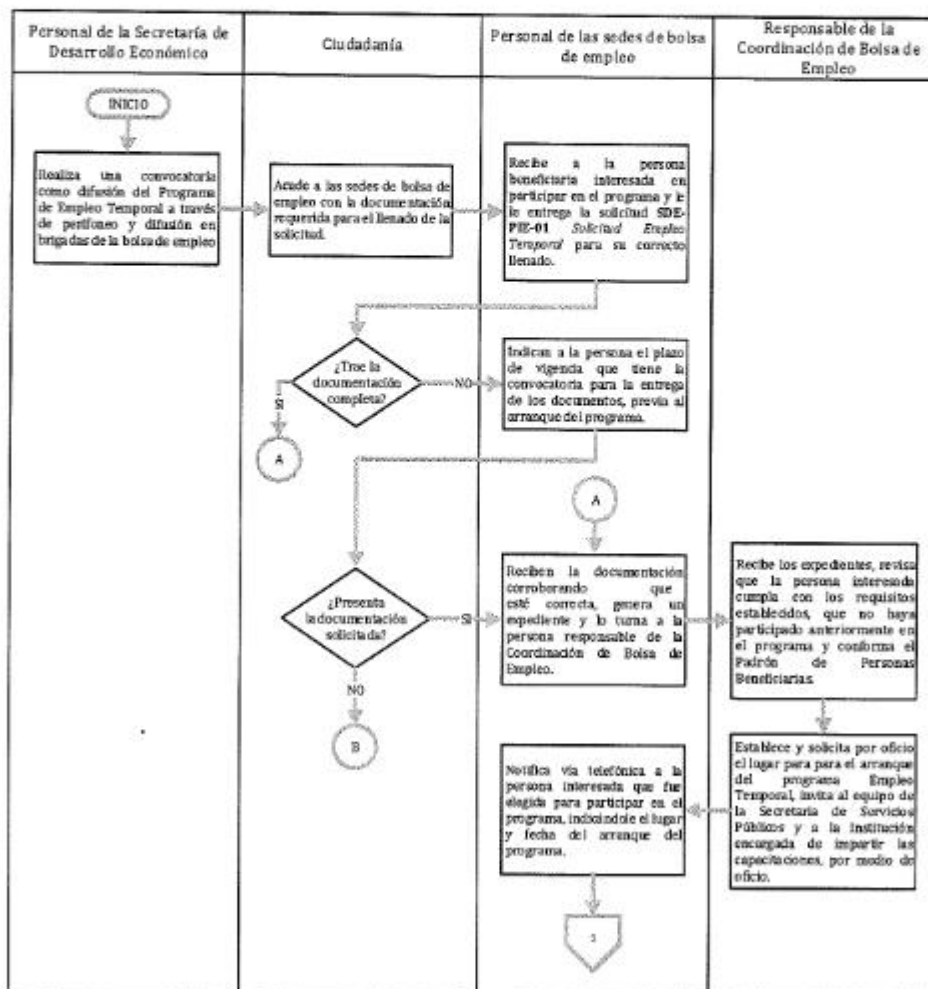 Personal de la Secretaría de
Desarrollo Económico
Ciudadanía
Personal de las sedes de bolsa
de empleo
Responsable de la
Coordinación de Bolsa de
Empleo
INICIO
Realiza una convocatoria
como difusión del Programa
de Empleo Temporal a través
de perifoneo y difusión en
brigadas de la bolsa de empleo
Acude a las sedes de bolsa de
empleo con la documentación
requerida para el llenado de la
solicitud.
Recibe a la persona
beneficiaria interesada en
participar en el programa y le
le entrega la solicitud SDE-
PIE-01 Solicitud Empleo
Temporal para su correcto
llenado.
¿Trae la
documentación
completa?
SI
NO
A
Indican a la persona el plazo
de vigencia que tiene la
convocatoria para la entrega
de los documentos, previa al
arranque del programa.
A
¿Presenta
la documentación
solicitada?
SI
NO
B
Reciben la documentación
corroborando que
esté correcta, genera un
expediente y lo turna a la
persona responsable de la
Coordinación de Bolsa de
Empleo.
Recibe los expedientes, revisa
que la persona interesada
cumpla con los requisitos
establecidos, que no haya
participado anteriormente en
el programa y conforma el
Padrón de Personas
Beneficiarias.
Establece y solicita por oficio
el lugar para para el arranque
del programa Empleo
Temporal, invita al equipo de
la Secretaría de Servicios
Públicos y a la Institución
encargada de impartir las
capacitaciones, por medio de
oficio.
Notifica vía telefónica a la
persona interesada que fue
elegida para participar en el
programa, indicándole el lugar
y fecha del arranque del
programa.